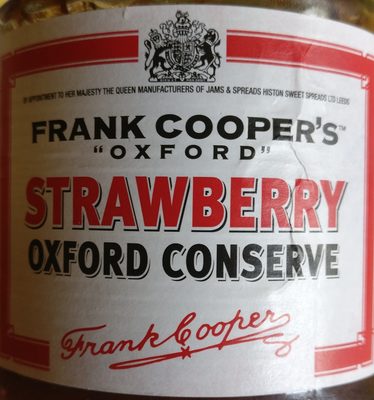 BY APPOINTMENT TO HER MAJESTY THE QUEEN MANUFACTURERS OF JAMS & SPREADS HISTON SWEET SPREADS LTD LEEDS
FRANK COOPER'S™
"OXFORD"
STRAWBERRY
OXFORD CONSERVE
Frank Cooper